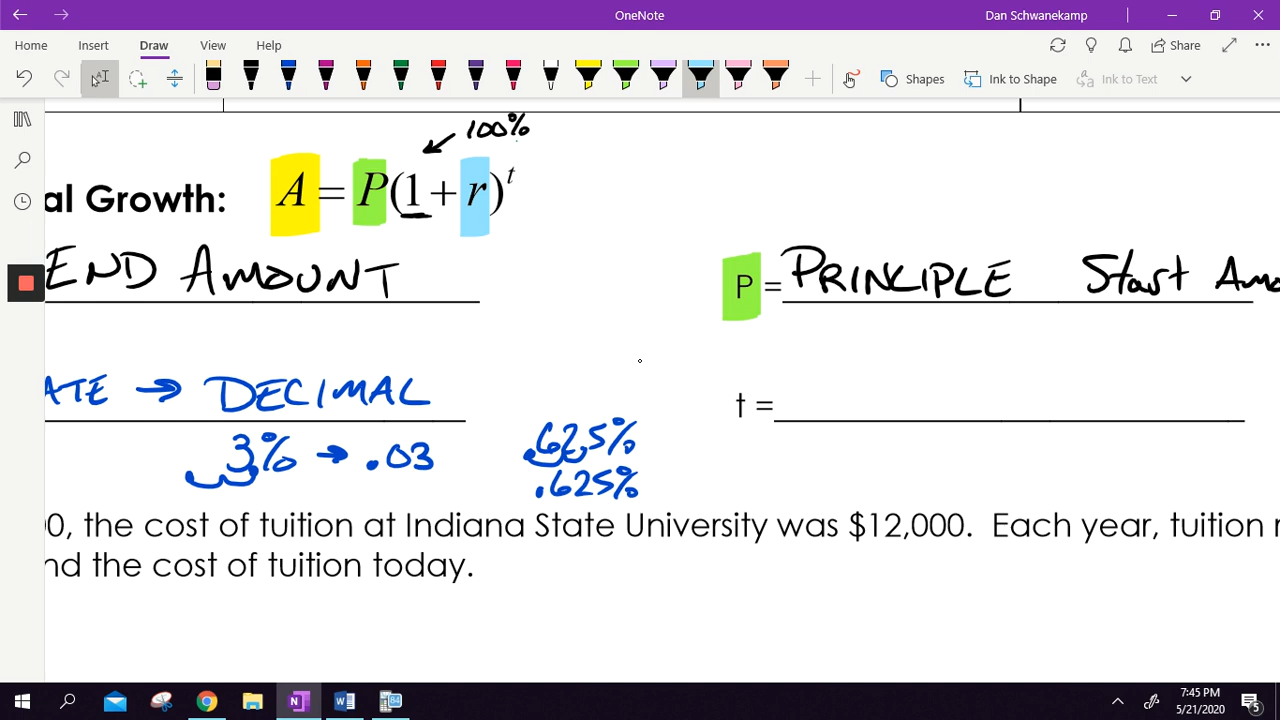 OneNote
Dan Schwanekamp
Home Insert Draw View Help
Share
Shapes Ink to Shape Ink to Text
100%
al Growth: A = P(1 + r)^t
END AMOUNT
P = PRINCIPLE Start Amo
ATE → DECIMAL
t =
3% → .03
.625%
.625%
00, the cost of tuition at Indiana State University was $12,000. Each year, tuition r
nd the cost of tuition today.
7:45 PM
5/21/2020
5